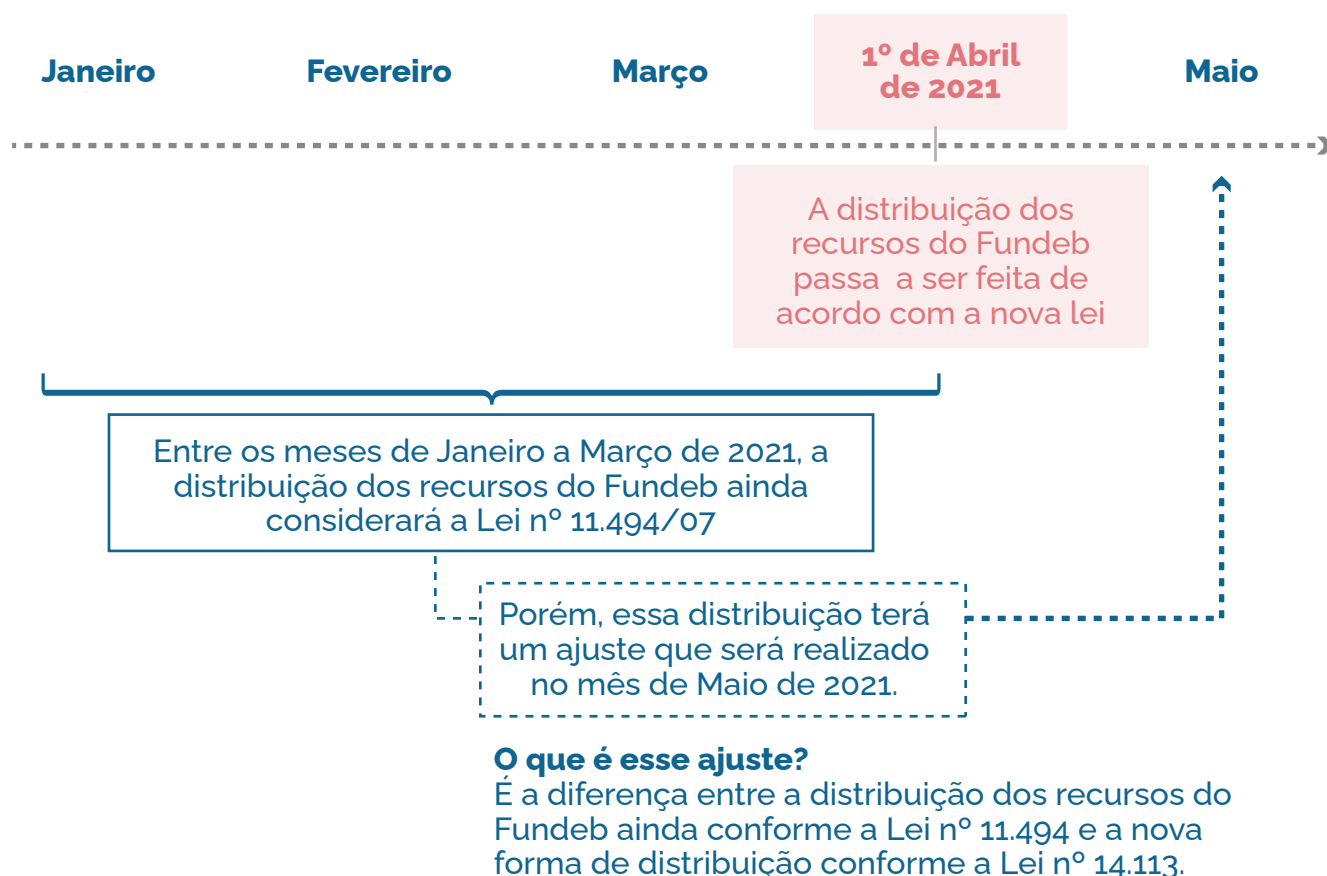 Janeiro
Fevereiro
Março
1º de Abril
de 2021
Maio
A distribuição dos
recursos do Fundeb
passa a ser feita de
acordo com a nova lei
Entre os meses de Janeiro a Março de 2021, a
distribuição dos recursos do Fundeb ainda
considerará a Lei nº 11.494/07
Porém, essa distribuição terá
um ajuste que será realizado
no mês de Maio de 2021.
O que é esse ajuste?
É a diferença entre a distribuição dos recursos do
Fundeb ainda conforme a Lei nº 11.494 e a nova
forma de distribuição conforme a Lei nº 14.113.